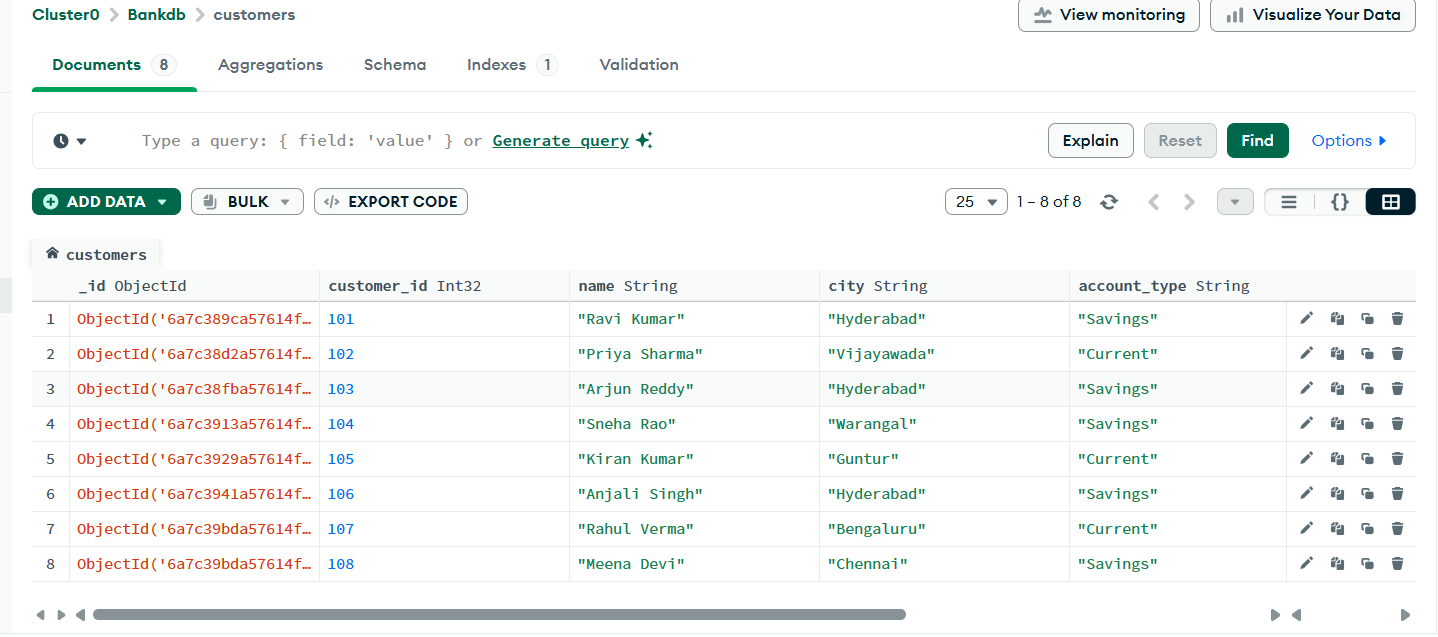 Cluster0 > Bankdb > customers View monitoring Visualize Your Data
Documents 8 Aggregations Schema Indexes 1 Validation
Type a query: { field: 'value' } or Generate query Explain Reset Find Options
ADD DATA BULK </> EXPORT CODE 25 1 – 8 of 8 {}
customers
_id ObjectId customer_id Int32 name String city String account_type String
1 ObjectId('6a7c389ca57614f… 101 "Ravi Kumar" "Hyderabad" "Savings"
2 ObjectId('6a7c38d2a57614f… 102 "Priya Sharma" "Vijayawada" "Current"
3 ObjectId('6a7c38fba57614f… 103 "Arjun Reddy" "Hyderabad" "Savings"
4 ObjectId('6a7c3913a57614f… 104 "Sneha Rao" "Warangal" "Savings"
5 ObjectId('6a7c3929a57614f… 105 "Kiran Kumar" "Guntur" "Current"
6 ObjectId('6a7c3941a57614f… 106 "Anjali Singh" "Hyderabad" "Savings"
7 ObjectId('6a7c39bda57614f… 107 "Rahul Verma" "Bengaluru" "Current"
8 ObjectId('6a7c39bda57614f… 108 "Meena Devi" "Chennai" "Savings"